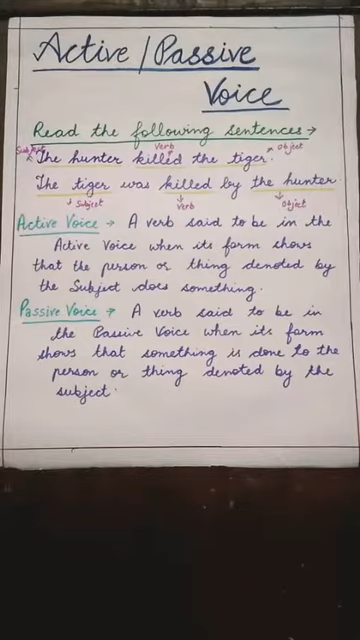 Active/Passive
Voice
Read the following sentences →
Subject Verb Object
The hunter killed the tiger.
The tiger was killed by the hunter.
Subject Verb Object
Active Voice → A verb said to be in the
Active Voice when its form shows
that the person or thing denoted by
the Subject does something.
Passive Voice → A verb said to be in
the Passive Voice when its form
shows that something is done to the
person or thing denoted by the
subject.